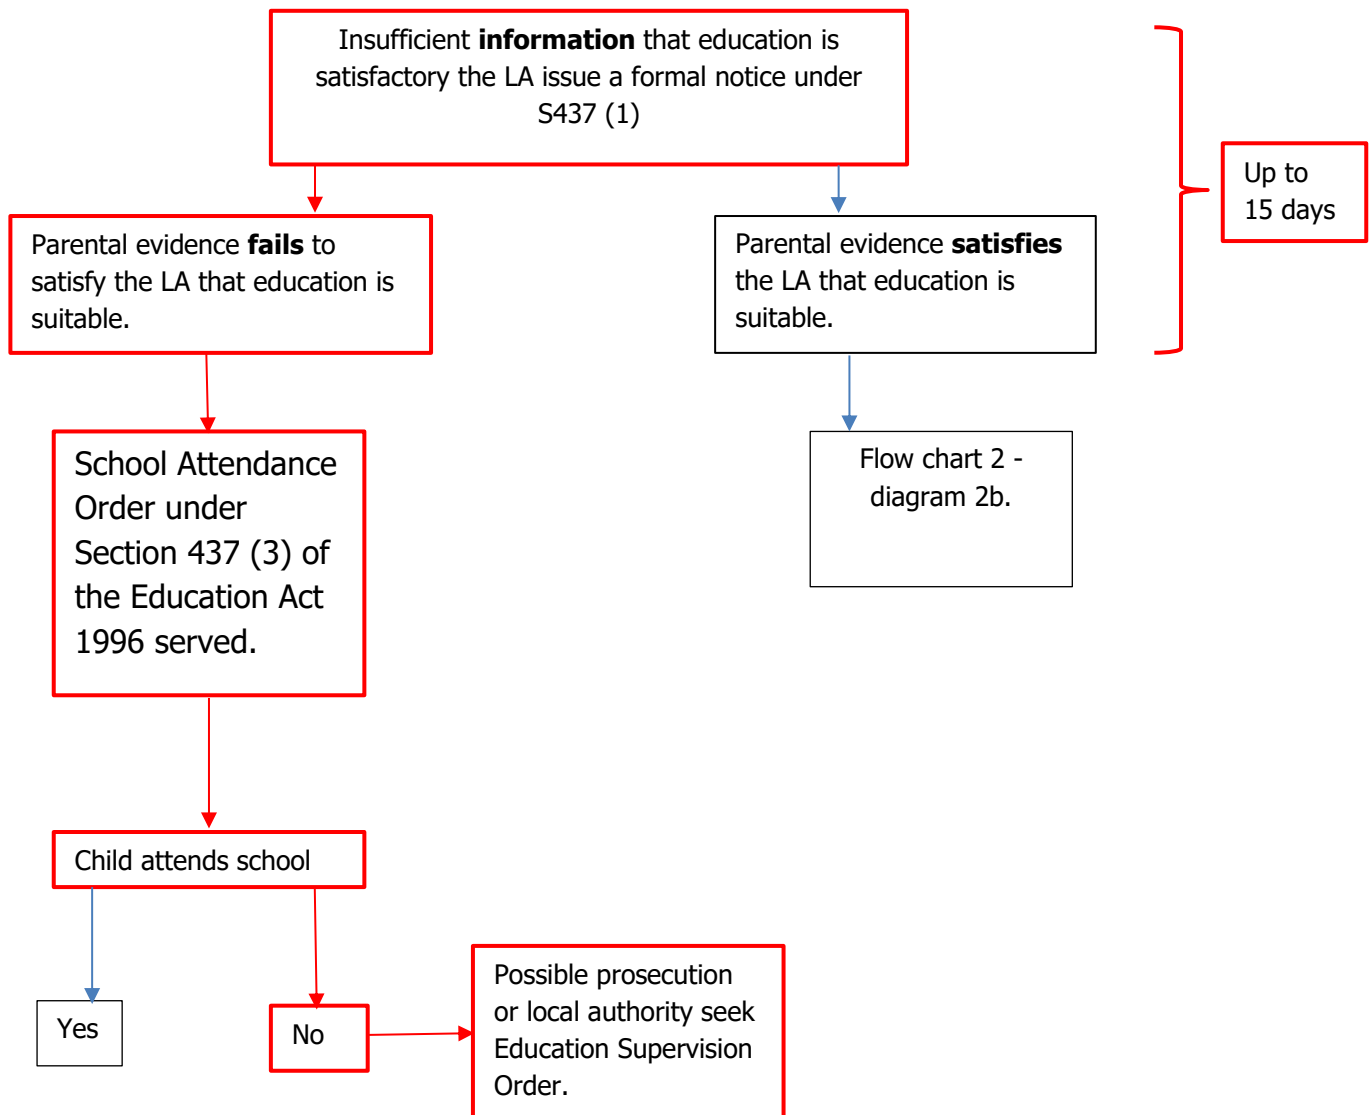 Insufficient information that education is
satisfactory the LA issue a formal notice under
S437 (1)
Up to
15 days
Parental evidence fails to
satisfy the LA that education is
suitable.
Parental evidence satisfies
the LA that education is
suitable.
School Attendance
Order under
Section 437 (3) of
the Education Act
1996 served.
Flow chart 2 -
diagram 2b.
Child attends school
Yes
No
Possible prosecution
or local authority seek
Education Supervision
Order.